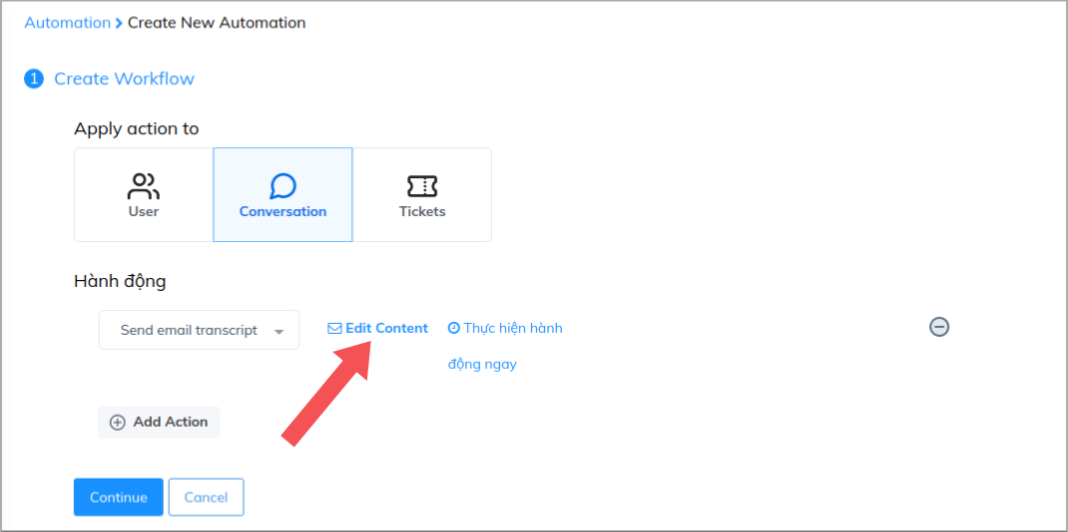 Automation > Create New Automation
1 Create Workflow
Apply action to
User Conversation Tickets
Hành động
Send email transcript Edit Content Thực hiện hành
động ngay
Add Action
Continue Cancel